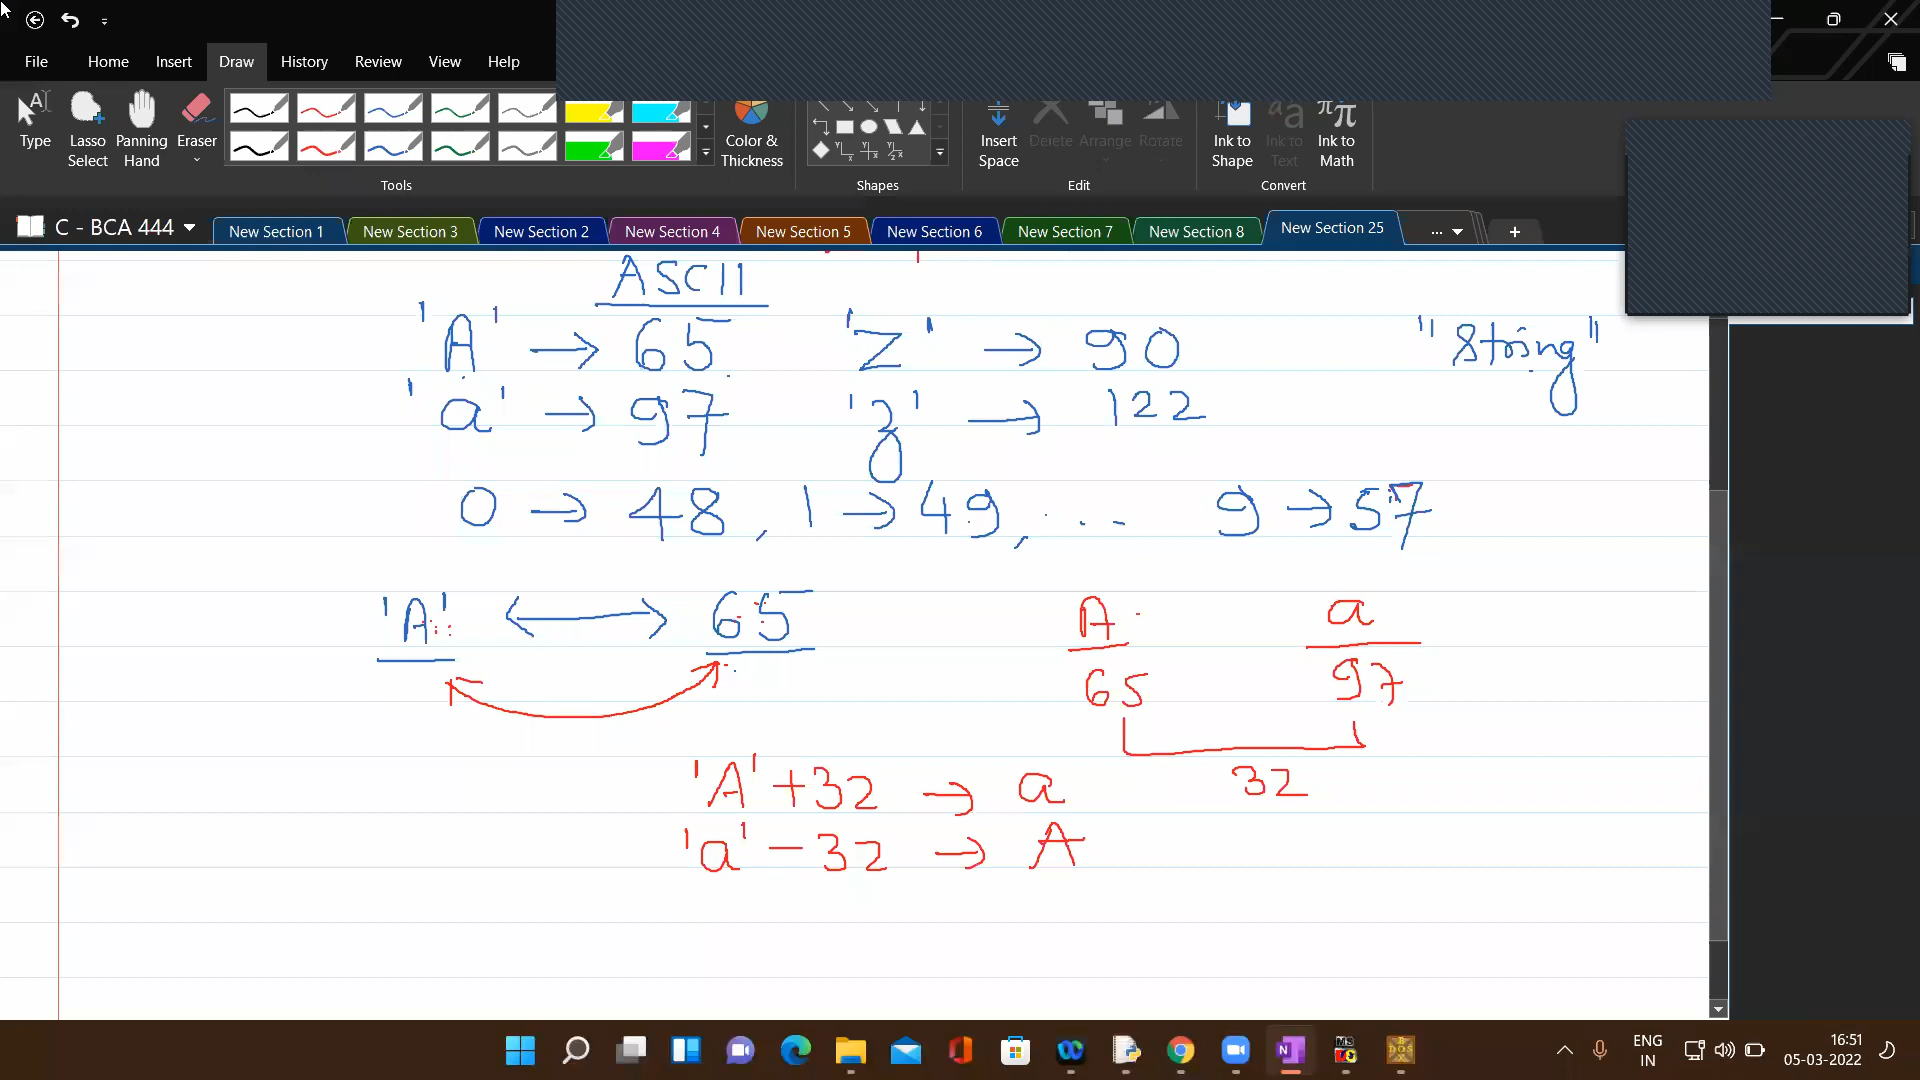 File Home Insert Draw History Review View Help
Type Lasso Select Panning Hand Eraser Color & Thickness Insert Space Delete Arrange Rotate Ink to Shape Ink to Text Ink to Math
Tools Shapes Edit Convert
C - BCA 444 New Section 1 New Section 3 New Section 2 New Section 4 New Section 5 New Section 6 New Section 7 New Section 8 New Section 25 ... +
ASCII
'A' → 65 'Z' → 90 "String"
'a' → 97 'z' → 122
0 → 48, 1 → 49, ... 9 → 57
'A' ↔ 65 A a
65 97
32
'A' + 32 → a
'a' - 32 → A
ENG 16:51
IN 05-03-2022